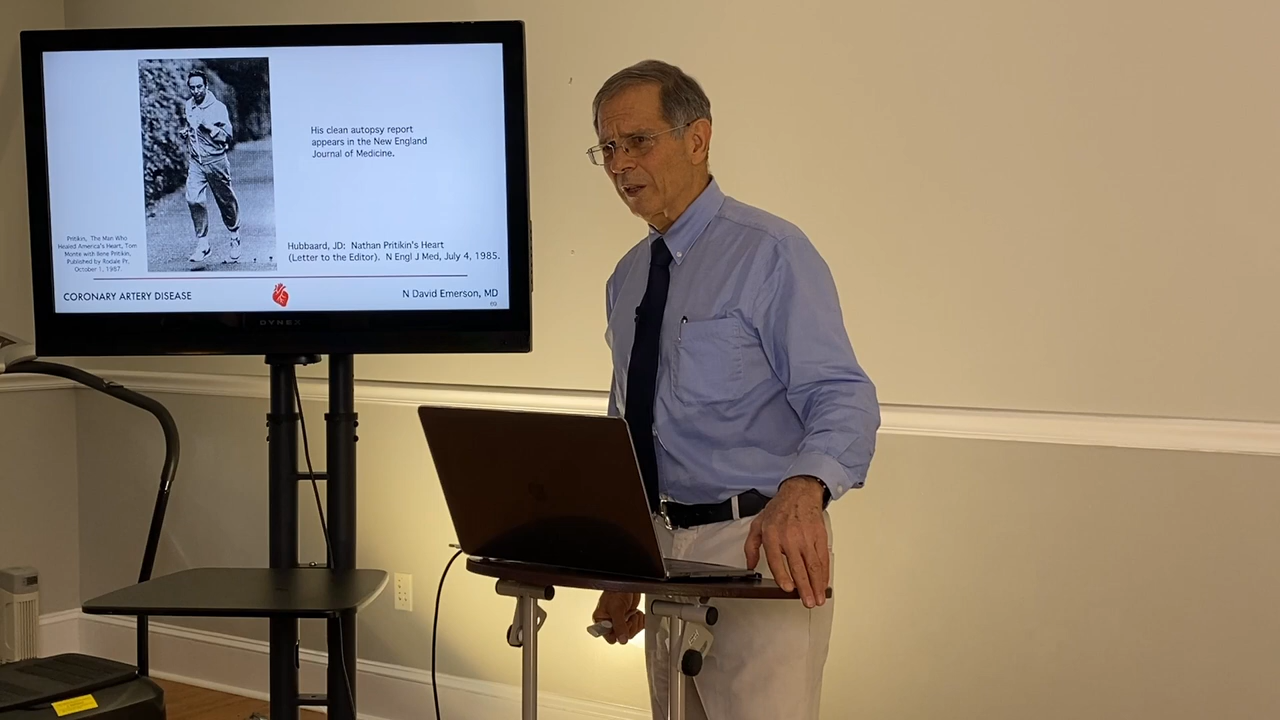 His clean autopsy report
appears in the New England
Journal of Medicine.
Pritikin, The Man Who
Healed America's Heart, Tom
Monte with Ilene Pritikin,
Published by Rodale Pr,
October 1, 1987.
Hubbaard, JD: Nathan Pritikin's Heart
(Letter to the Editor). N Engl J Med, July 4, 1985.
CORONARY ARTERY DISEASE
N David Emerson, MD
69
DYNEX